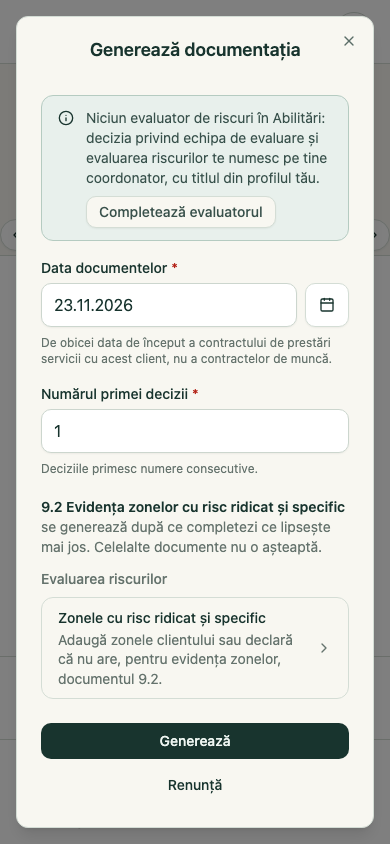 Generează documentația
Niciun evaluator de riscuri în Abilitări:
decizia privind echipa de evaluare și
evaluarea riscurilor te numesc pe tine
coordonator, cu titlul din profilul tău.
Completează evaluatorul
Data documentelor *
23.11.2026
De obicei data de început a contractului de prestări
servicii cu acest client, nu a contractelor de muncă.
Numărul primei decizii *
1
Deciziile primesc numere consecutive.
9.2 Evidența zonelor cu risc ridicat și specific
se generează după ce completezi ce lipsește
mai jos. Celelalte documente nu o așteaptă.
Evaluarea riscurilor
Zonele cu risc ridicat și specific
Adaugă zonele clientului sau declară
că nu are, pentru evidența zonelor,
documentul 9.2.
Generează
Renunță